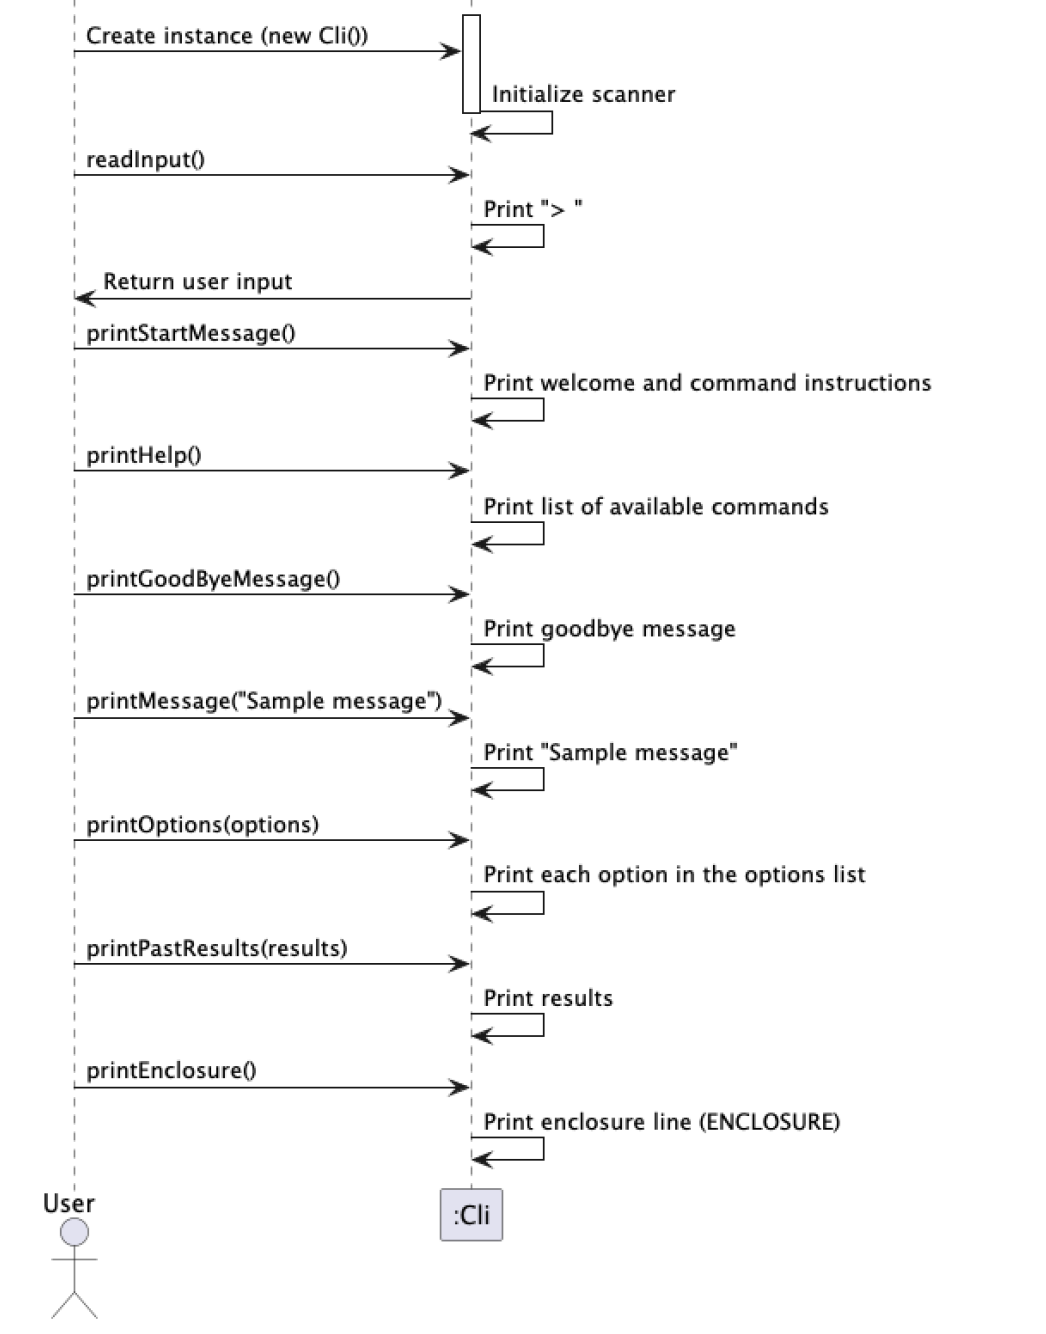 Create instance (new Cli())
Initialize scanner
readInput()
Print "> "
Return user input
printStartMessage()
Print welcome and command instructions
printHelp()
Print list of available commands
printGoodByeMessage()
Print goodbye message
printMessage("Sample message")
Print "Sample message"
printOptions(options)
Print each option in the options list
printPastResults(results)
Print results
printEnclosure()
Print enclosure line (ENCLOSURE)
User
:Cli